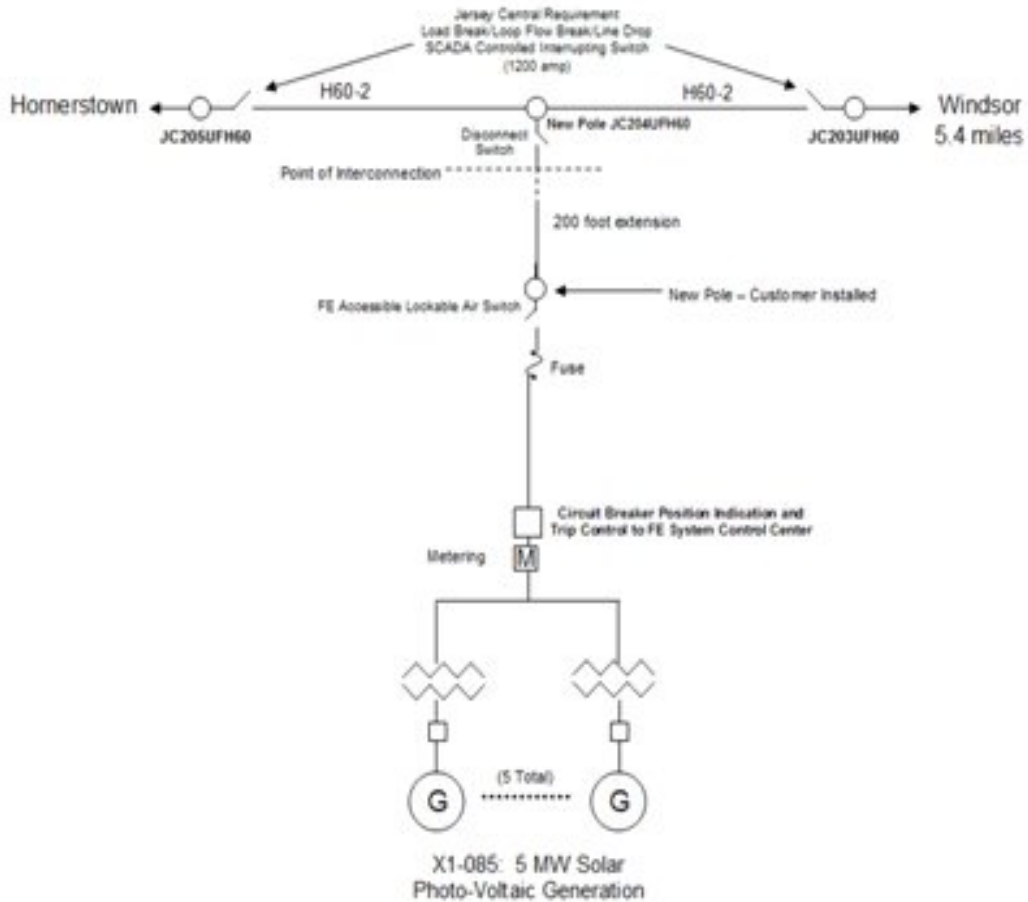 Jersey Central Requirement
Load Break/Loop Flow Break/Line Drop
SCADA Controlled Interrupting Switch
(1200 amp)
Hornerstown
H60-2
H60-2
Windsor
5.4 miles
JC205UFH60
New Pole JC204UFH60
JC203UFH60
Disconnect
Switch
Point of Interconnection
200 foot extension
New Pole – Customer Installed
FE Accessible Lockable Air Switch
Fuse
Circuit Breaker Position Indication and
Trip Control to FE System Control Center
Metering
M
(5 Total)
G
G
X1-085: 5 MW Solar
Photo-Voltaic Generation